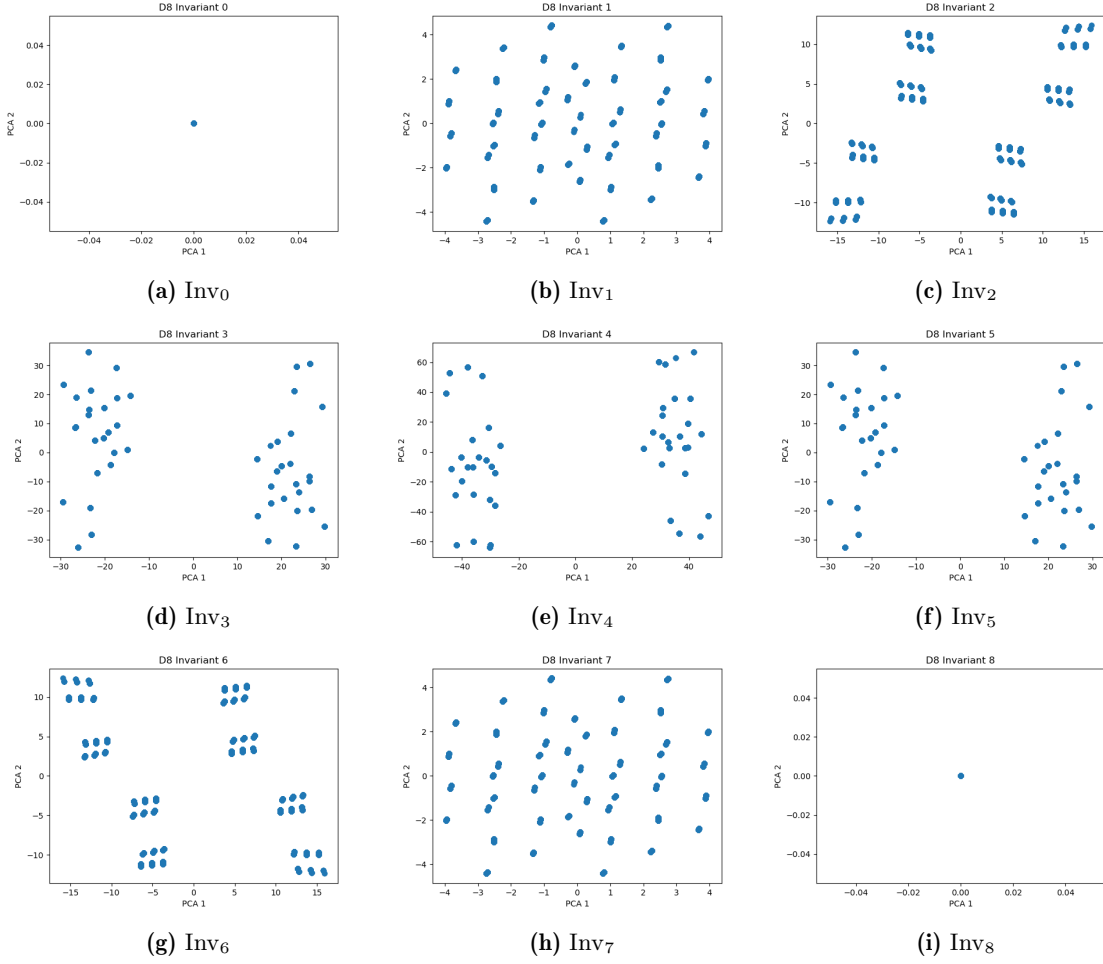 D8 Invariant 0
0.04
0.02
0.00
−0.02
−0.04
PCA 2
−0.04 −0.02 0.00 0.02 0.04
PCA 1
(a) Inv0
D8 Invariant 1
4
2
0
−2
−4
PCA 2
−4 −3 −2 −1 0 1 2 3 4
PCA 1
(b) Inv1
D8 Invariant 2
10
5
0
−5
−10
PCA 2
−15 −10 −5 0 5 10 15
PCA 1
(c) Inv2
D8 Invariant 3
30
20
10
0
−10
−20
−30
PCA 2
−30 −20 −10 0 10 20 30
PCA 1
(d) Inv3
D8 Invariant 4
60
40
20
0
−20
−40
−60
PCA 2
−40 −20 0 20 40
PCA 1
(e) Inv4
D8 Invariant 5
30
20
10
0
−10
−20
−30
PCA 2
−30 −20 −10 0 10 20 30
PCA 1
(f) Inv5
D8 Invariant 6
10
5
0
−5
−10
PCA 2
−15 −10 −5 0 5 10 15
PCA 1
(g) Inv6
D8 Invariant 7
4
2
0
−2
−4
PCA 2
−4 −3 −2 −1 0 1 2 3 4
PCA 1
(h) Inv7
D8 Invariant 8
0.04
0.02
0.00
−0.02
−0.04
PCA 2
−0.04 −0.02 0.00 0.02 0.04
PCA 1
(i) Inv8